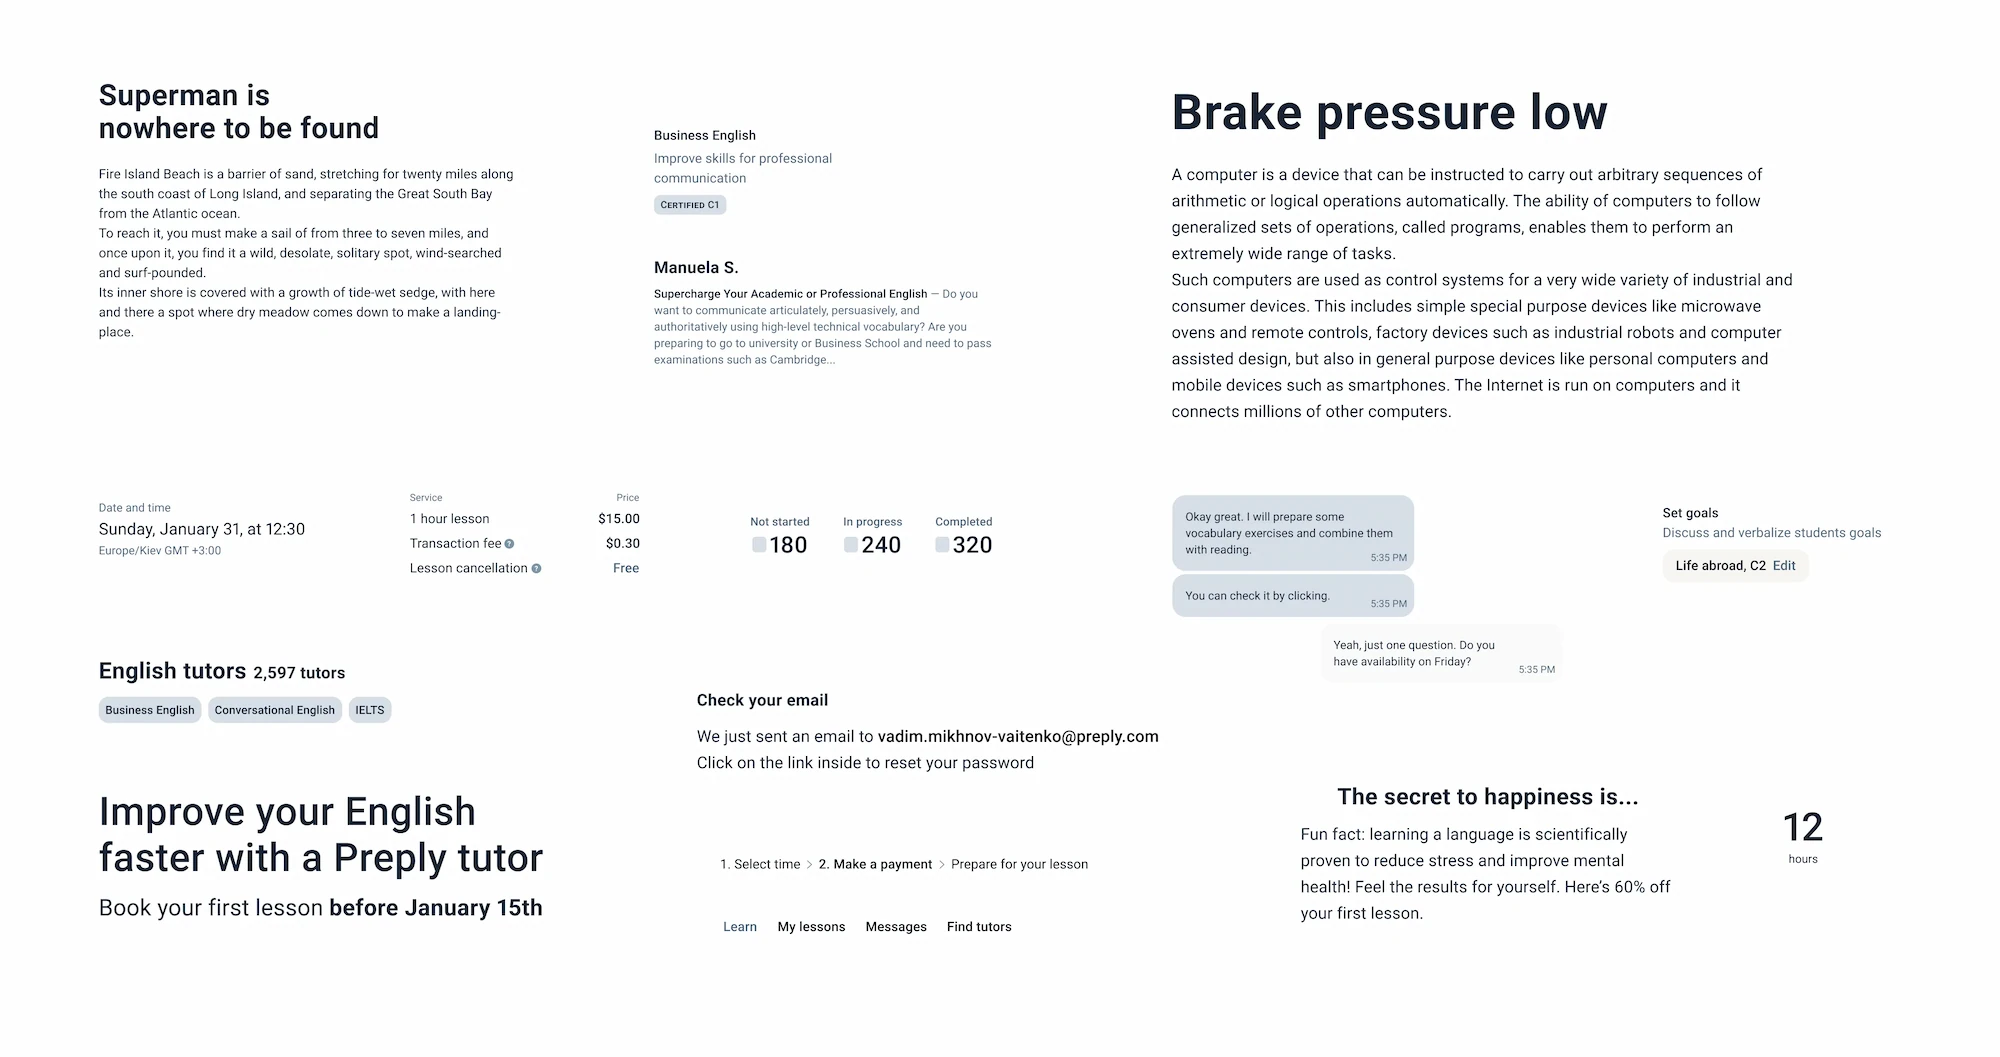 Superman is
nowhere to be found
Fire Island Beach is a barrier of sand, stretching for twenty miles along
the south coast of Long Island, and separating the Great South Bay
from the Atlantic ocean.
To reach it, you must make a sail of from three to seven miles, and
once upon it, you find it a wild, desolate, solitary spot, wind-searched
and surf-pounded.
Its inner shore is covered with a growth of tide-wet sedge, with here
and there a spot where dry meadow comes down to make a landing-
place.
Business English
Improve skills for professional
communication
Certified C1
Manuela S.
Supercharge Your Academic or Professional English — Do you
want to communicate articulately, persuasively, and
authoritatively using high-level technical vocabulary? Are you
preparing to go to university or Business School and need to pass
examinations such as Cambridge...
Brake pressure low
A computer is a device that can be instructed to carry out arbitrary sequences of
arithmetic or logical operations automatically. The ability of computers to follow
generalized sets of operations, called programs, enables them to perform an
extremely wide range of tasks.
Such computers are used as control systems for a very wide variety of industrial and
consumer devices. This includes simple special purpose devices like microwave
ovens and remote controls, factory devices such as industrial robots and computer
assisted design, but also in general purpose devices like personal computers and
mobile devices such as smartphones. The Internet is run on computers and it
connects millions of other computers.
Date and time
Sunday, January 31, at 12:30
Europe/Kiev GMT +3:00
Service Price
1 hour lesson $15.00
Transaction fee ? $0.30
Lesson cancellation ? Free
Not started In progress Completed
180 240 320
Okay great. I will prepare some
vocabulary exercises and combine them
with reading.
5:35 PM
You can check it by clicking.
5:35 PM
Yeah, just one question. Do you
have availability on Friday?
5:35 PM
Set goals
Discuss and verbalize students goals
Life abroad, C2 Edit
English tutors 2,597 tutors
Business English Conversational English IELTS
Check your email
We just sent an email to vadim.mikhnov-vaitenko@preply.com
Click on the link inside to reset your password
Improve your English
faster with a Preply tutor
Book your first lesson before January 15th
1. Select time > 2. Make a payment > Prepare for your lesson
Learn My lessons Messages Find tutors
The secret to happiness is...
Fun fact: learning a language is scientifically
proven to reduce stress and improve mental
health! Feel the results for yourself. Here's 60% off
your first lesson.
12
hours